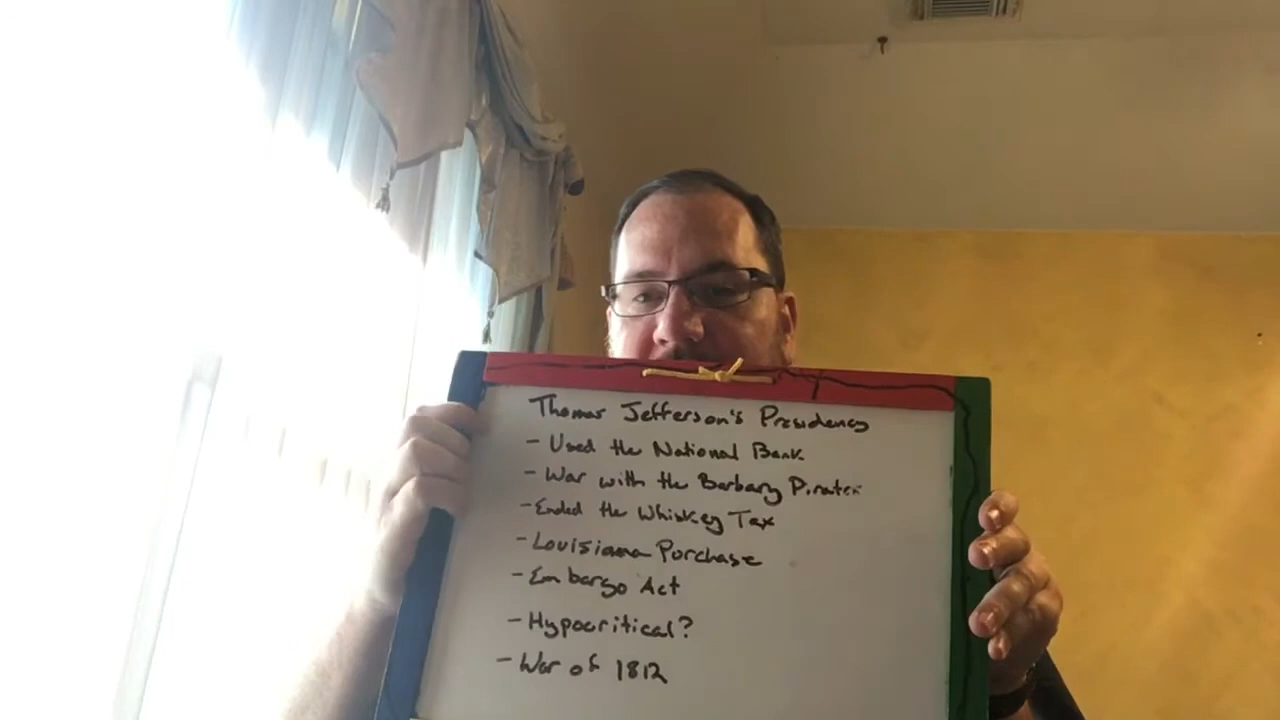 Thomas Jefferson's Presidency
- Used the National Bank
- War with the Barbary Pirates
- Ended the Whiskey Tax
- Louisiana Purchase
- Embargo Act
- Hypocritical?
- War of 1812